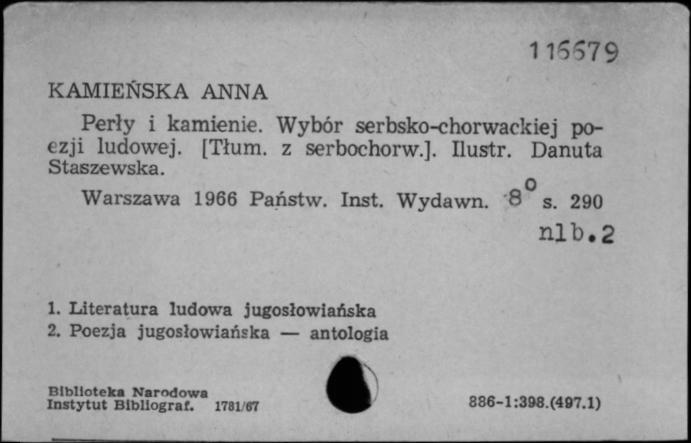 116679
KAMIEŃSKA ANNA
Perły i kamienie. Wybór serbsko-chorwackiej po-
ezji ludowej. [Tłum. z serbochorw.]. Ilustr. Danuta
Staszewska.
Warszawa 1966 Państw. Inst. Wydawn. 8° s. 290
nlb.2
1. Literatura ludowa jugosłowiańska
2. Poezja jugosłowiańska — antologia
Biblioteka Narodowa
Instytut Bibliograf. 1781/67
886-1:398.(497.1)